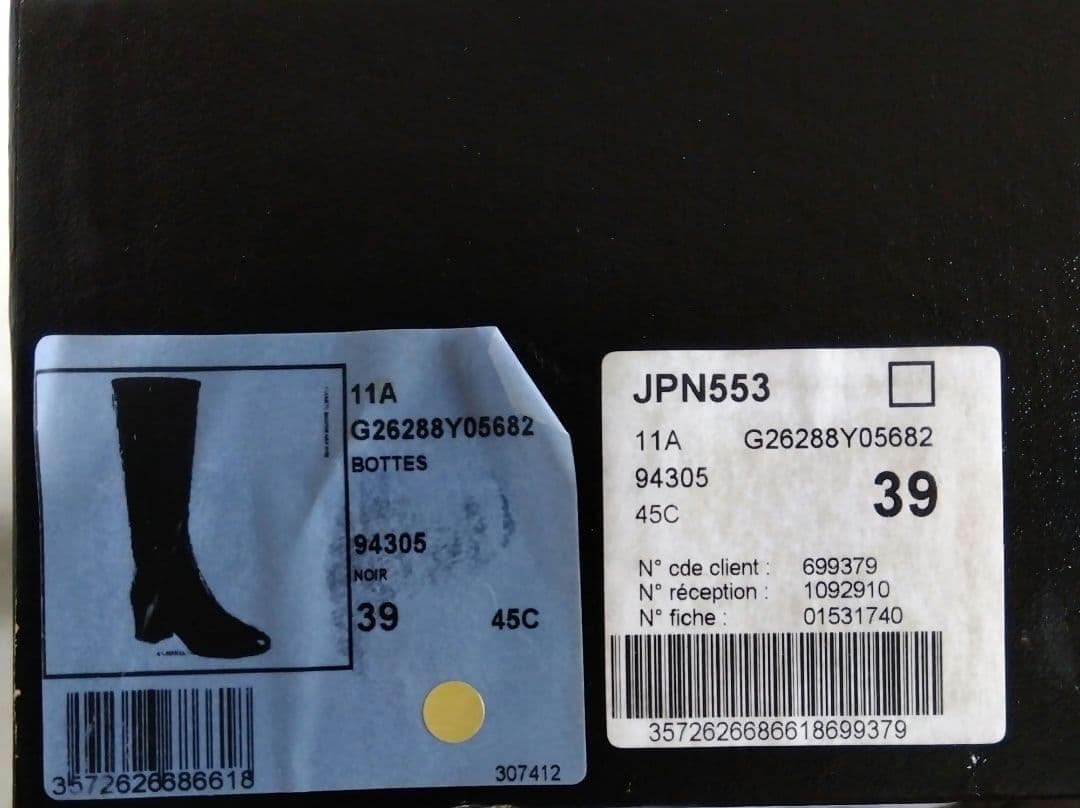 11A
G26288Y05682
BOTTES
94305
NOIR
39 45C
3572626686618
307412
JPN553
11A G26288Y05682
94305
39
45C
N° cde client : 699379
N° réception : 1092910
N° fiche : 01531740
3572626686618699379